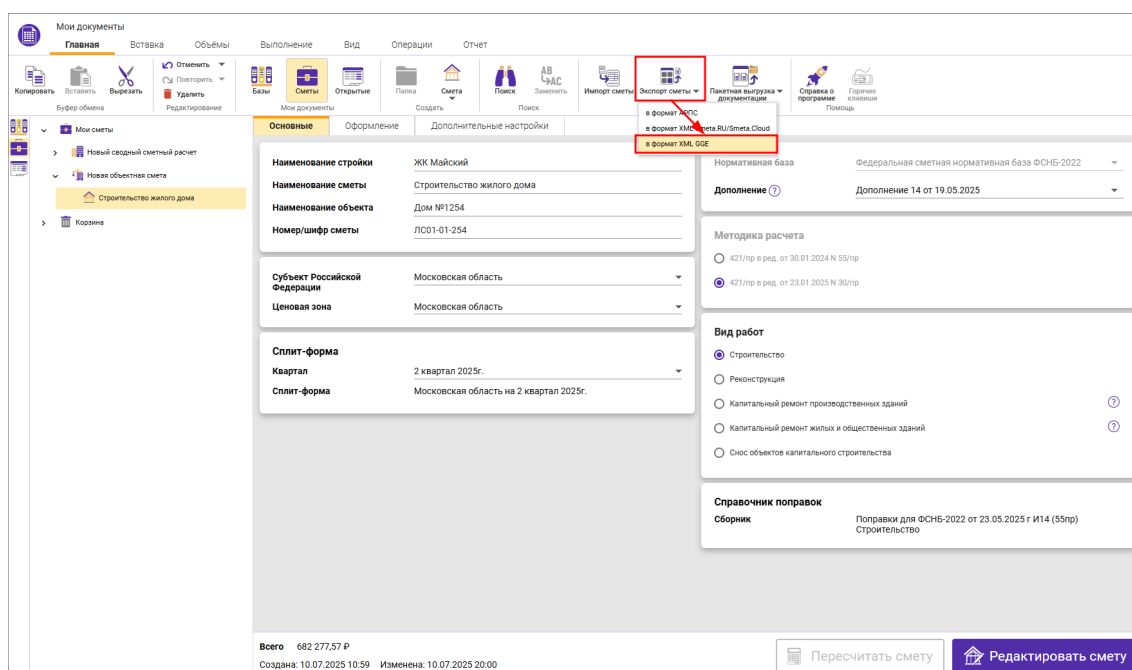 Мои документы
Главная Вставка Объёмы Выполнение Вид Операции Отчет
Копировать Вставить Вырезать
Буфер обмена
Отменить
Повторить
Удалить
Редактирование
Базы Сметы Открытые
Мои документы
Папка Смета
Создать
Поиск AB AC Заменить
Поиск
Импорт сметы Экспорт сметы Пакетная выгрузка документации
Справка о программе Горячие клавиши
Помощь
в формат АРПС
в формат XML Smeta.RU/Smeta.Cloud
в формат XML GGE
Мои сметы
Новый сводный сметный расчет
Новая объектная смета
Строительство жилого дома
Корзина
Основные Оформление Дополнительные настройки
Наименование стройки ЖК Майский
Наименование сметы Строительство жилого дома
Наименование объекта Дом №1254
Номер/шифр сметы ЛС01-01-254
Субъект Российской Федерации Московская область
Ценовая зона Московская область
Сплит-форма
Квартал 2 квартал 2025г.
Сплит-форма Московская область на 2 квартал 2025г.
Нормативная база Федеральная сметная нормативная база ФСНБ-2022
Дополнение ? Дополнение 14 от 19.05.2025
Методика расчета
421/пр в ред. от 30.01.2024 N 55/пр
421/пр в ред. от 23.01.2025 N 30/пр
Вид работ
Строительство
Реконструкция
Капитальный ремонт производственных зданий ?
Капитальный ремонт жилых и общественных зданий ?
Снос объектов капитального строительства
Справочник поправок
Сборник Поправки для ФСНБ-2022 от 23.05.2025 г И14 (55пр)
Строительство
Всего 682 277,57 ₽
Создана: 10.07.2025 10:59 Изменена: 10.07.2025 20:00
Пересчитать смету Редактировать смету